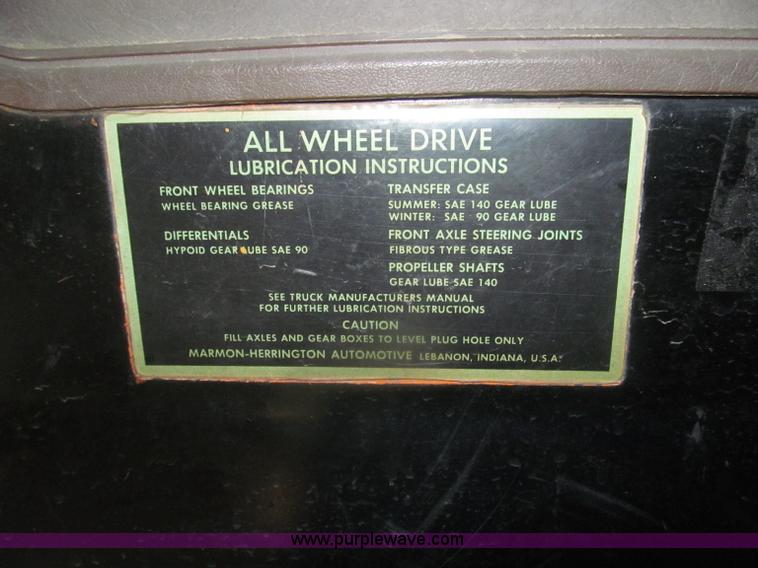 ALL WHEEL DRIVE
LUBRICATION INSTRUCTIONS
FRONT WHEEL BEARINGS
WHEEL BEARING GREASE
DIFFERENTIALS
HYPOID GEAR LUBE SAE 90
TRANSFER CASE
SUMMER: SAE 140 GEAR LUBE
WINTER: SAE 90 GEAR LUBE
FRONT AXLE STEERING JOINTS
FIBROUS TYPE GREASE
PROPELLER SHAFTS
GEAR LUBE SAE 140
SEE TRUCK MANUFACTURERS MANUAL
FOR FURTHER LUBRICATION INSTRUCTIONS
CAUTION
FILL AXLES AND GEAR BOXES TO LEVEL PLUG HOLE ONLY
MARMON-HERRINGTON AUTOMOTIVE LEBANON, INDIANA, U.S.A.
www.purplewave.com